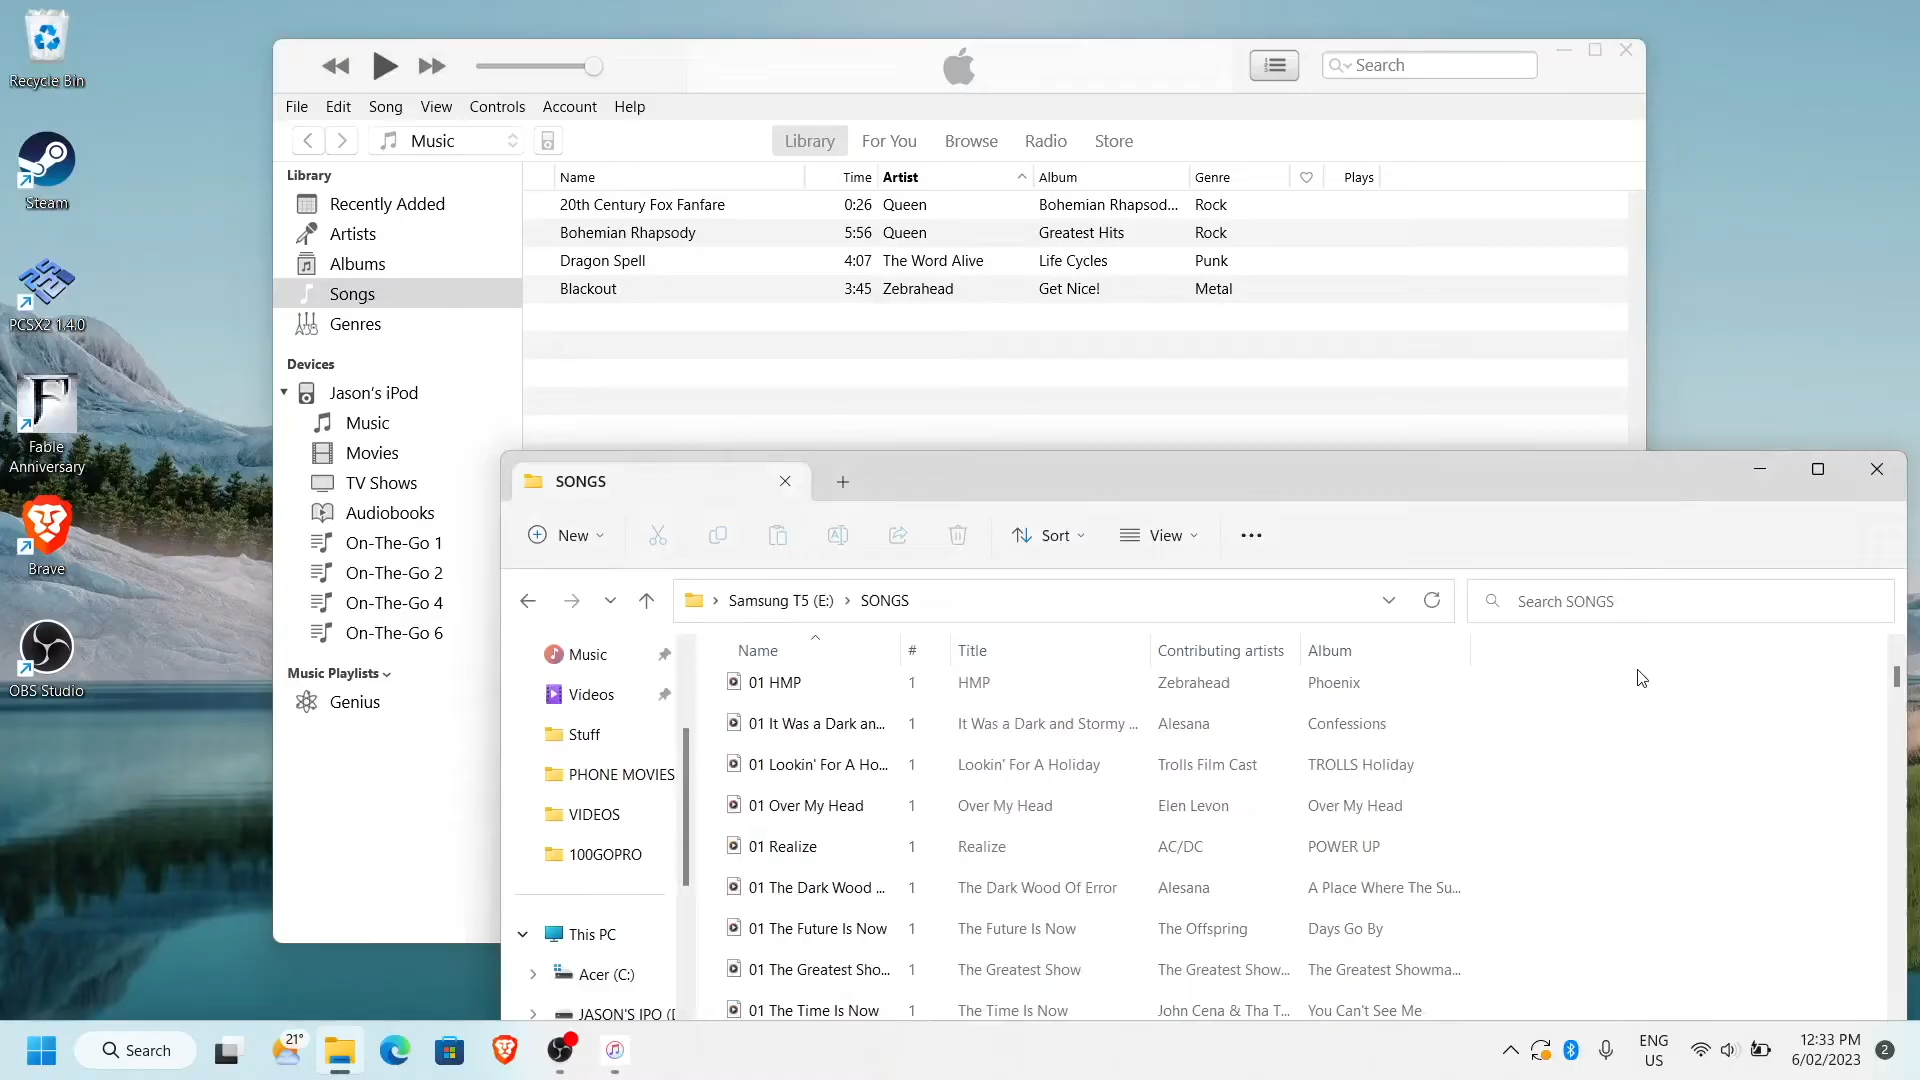 Recycle Bin
Steam
PCSX2 1.4.0
Fable
Anniversary
Brave
OBS Studio
Search
File Edit Song View Controls Account Help
Music
Library For You Browse Radio Store
Library
Recently Added
Artists
Albums
Songs
Genres
Devices
Jason's iPod
Music
Movies
TV Shows
Audiobooks
On-The-Go 1
On-The-Go 2
On-The-Go 4
On-The-Go 6
Music Playlists
Genius
Name Time Artist Album Genre Plays
20th Century Fox Fanfare 0:26 Queen Bohemian Rhapsod... Rock
Bohemian Rhapsody 5:56 Queen Greatest Hits Rock
Dragon Spell 4:07 The Word Alive Life Cycles Punk
Blackout 3:45 Zebrahead Get Nice! Metal
SONGS
New Sort View
Samsung T5 (E:) SONGS
Search SONGS
Music
Videos
Stuff
PHONE MOVIES
VIDEOS
100GOPRO
This PC
Acer (C:)
JASON'S IPO (
Name # Title Contributing artists Album
01 HMP 1 HMP Zebrahead Phoenix
01 It Was a Dark an... 1 It Was a Dark and Stormy ... Alesana Confessions
01 Lookin' For A Ho... 1 Lookin' For A Holiday Trolls Film Cast TROLLS Holiday
01 Over My Head 1 Over My Head Elen Levon Over My Head
01 Realize 1 Realize AC/DC POWER UP
01 The Dark Wood ... 1 The Dark Wood Of Error Alesana A Place Where The Su...
01 The Future Is Now 1 The Future Is Now The Offspring Days Go By
01 The Greatest Sho... 1 The Greatest Show The Greatest Show... The Greatest Showma...
01 The Time Is Now 1 The Time Is Now John Cena & Tha T... You Can't See Me
Search
21°
ENG
US
12:33 PM
6/02/2023
2